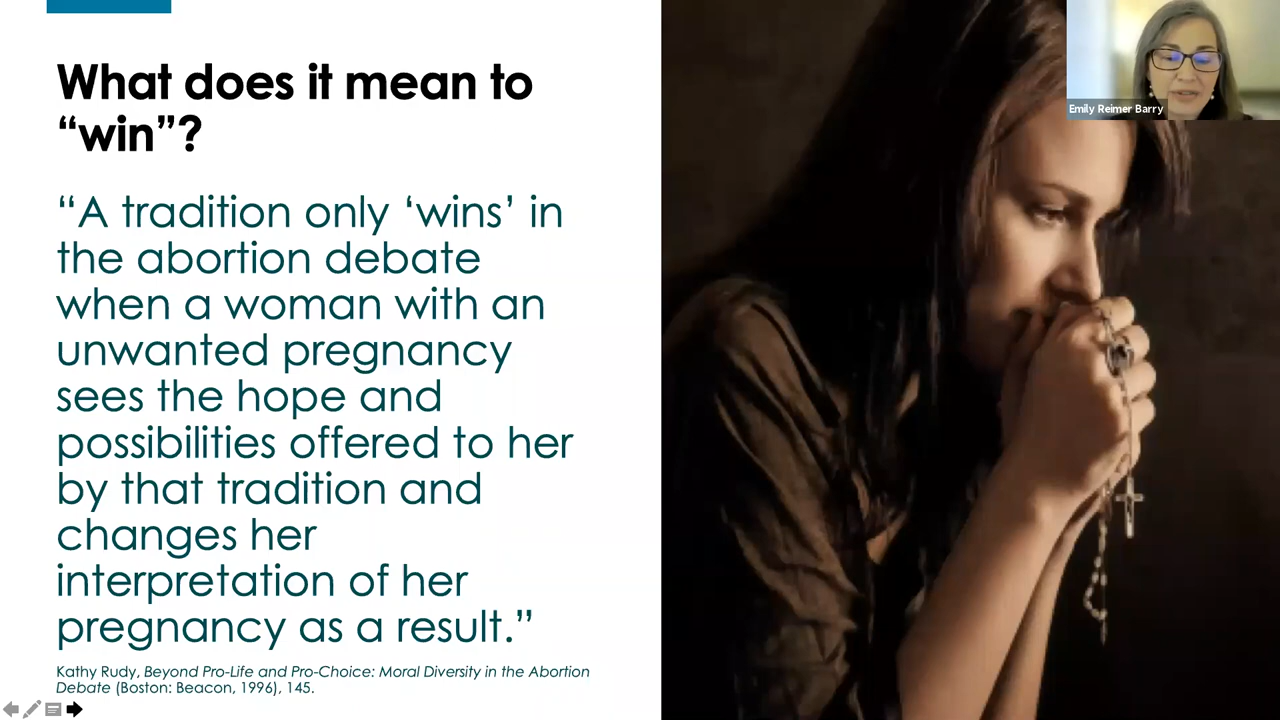 What does it mean to
“win”?
“A tradition only ‘wins’ in
the abortion debate
when a woman with an
unwanted pregnancy
sees the hope and
possibilities offered to her
by that tradition and
changes her
interpretation of her
pregnancy as a result.”
Kathy Rudy, Beyond Pro-Life and Pro-Choice: Moral Diversity in the Abortion
Debate (Boston: Beacon, 1996), 145.
Emily Reimer Barry